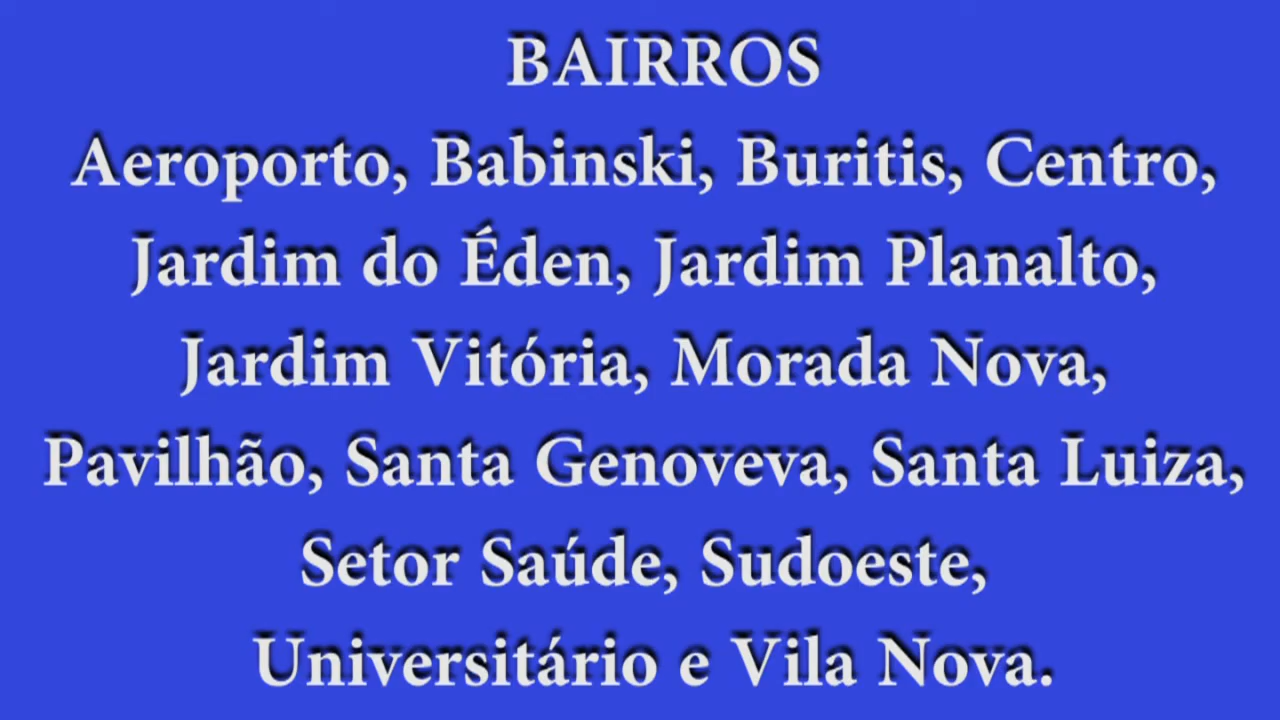 BAIRROS
Aeroporto, Babinski, Buritis, Centro,
Jardim do Éden, Jardim Planalto,
Jardim Vitória, Morada Nova,
Pavilhão, Santa Genoveva, Santa Luiza,
Setor Saúde, Sudoeste,
Universitário e Vila Nova.